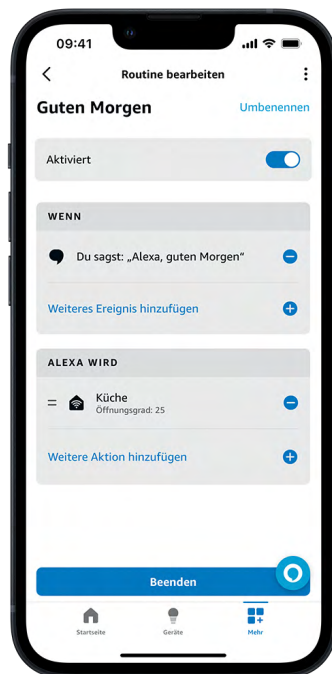 09:41
Routine bearbeiten
Guten Morgen
Umbenennen
Aktiviert
WENN
Du sagst: „Alexa, guten Morgen“
Weiteres Ereignis hinzufügen
ALEXA WIRD
Küche
Öffnungsgrad: 25
Weitere Aktion hinzufügen
Beenden
Startseite
Geräte
Mehr